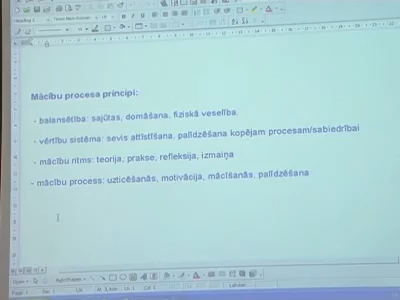 Mācību procesa principi:
- balansētība: sajūtas, domāšana, fiziskā veselība.
- vērtību sistēma: sevis attīstīšana, palīdzēšana kopējam procesam/sabiedrībai
- mācību ritms: teorija, prakse, refleksija, izmaiņa
- mācību process: uzticēšanās, motivācija, mācīšanās, palīdzēšana